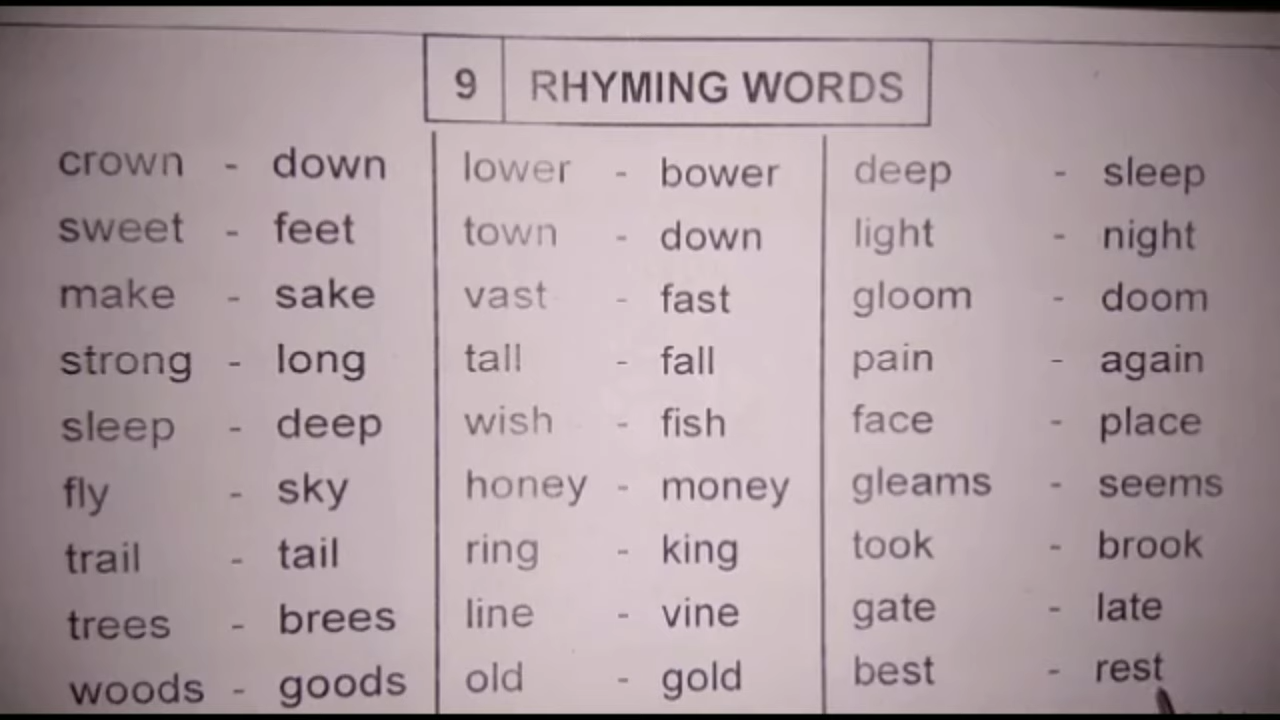 9 RHYMING WORDS
crown - down
sweet - feet
make - sake
strong - long
sleep - deep
fly - sky
trail - tail
trees - brees
woods - goods
lower - bower
town - down
vast - fast
tall - fall
wish - fish
honey - money
ring - king
line - vine
old - gold
deep - sleep
light - night
gloom - doom
pain - again
face - place
gleams - seems
took - brook
gate - late
best - rest